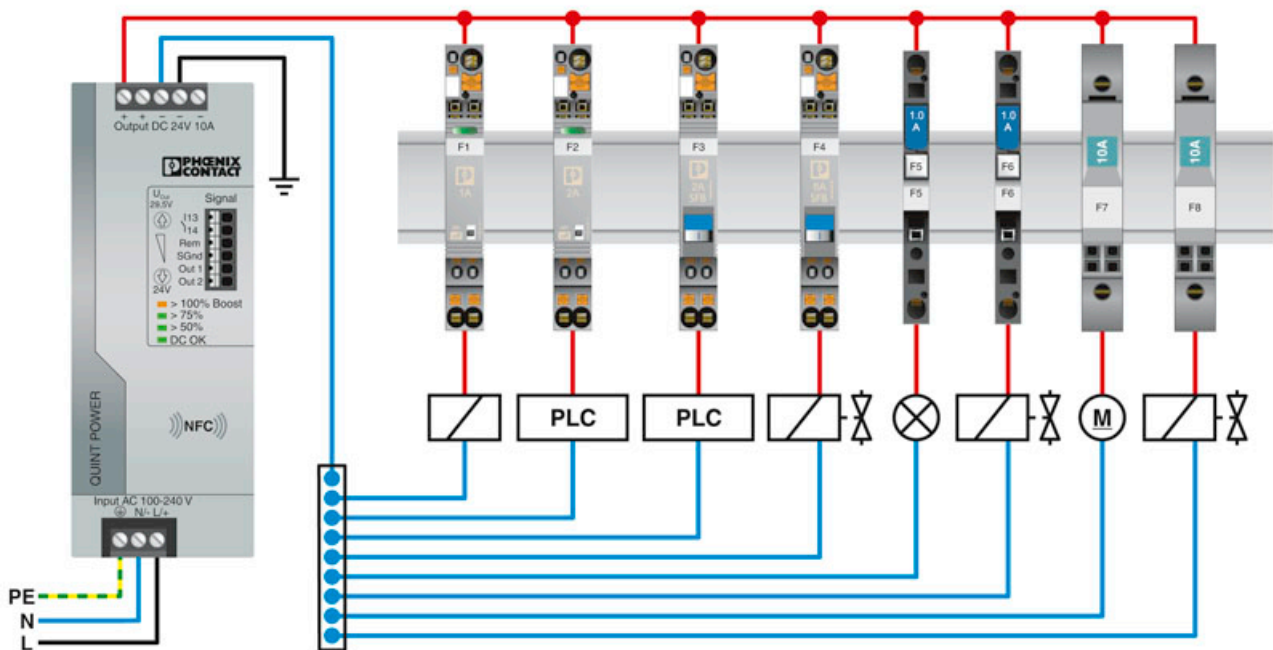 + + − − −
Output DC 24V 10A
PHŒNIX
CONTACT
UOut
29,5V
Signal
13
14
Rem
SGnd
Out 1
24V
Out 2
> 100% Boost
> 75%
> 50%
DC OK
QUINT POWER
NFC
Input AC 100-240 V
N/- L/+
PE
N
L
F1
1A
F2
2A
F3
2A
SFB
F4
6A
SFB
1.0
A
F5
F5
1.0
A
F6
F6
10A
F7
10A
F8
PLC
PLC
M